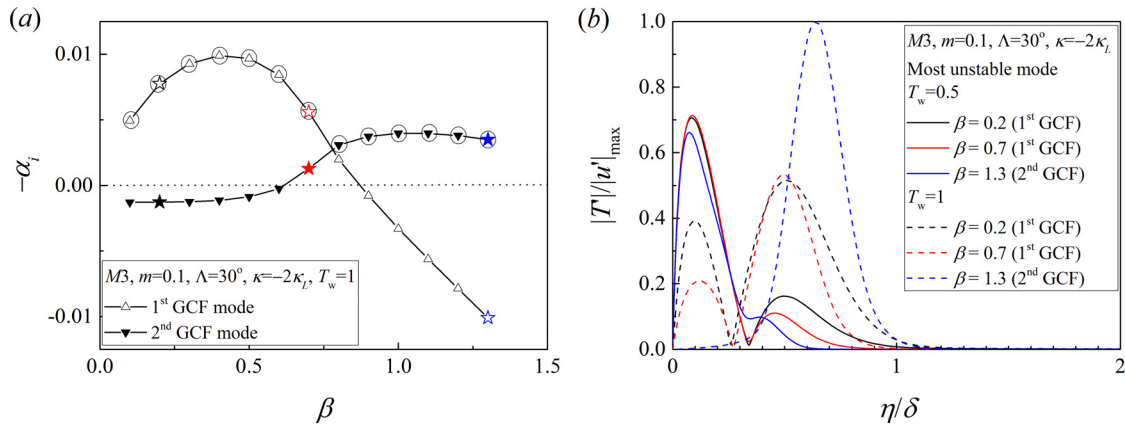 (a)
0.01
0.00
-0.01
−αᵢ
M3, m=0.1, Λ=30°, κ=−2κ_L, T_w=1
1st GCF mode
2nd GCF mode
0.0 0.5 1.0 1.5
β
(b)
1.0
0.8
0.6
0.4
0.2
0.0
|T'|/|u'|max
M3, m=0.1, Λ=30°, κ=−2κ_L
Most unstable mode
T_w=0.5
β = 0.2 (1st GCF)
β = 0.7 (1st GCF)
β = 1.3 (2nd GCF)
T_w=1
β = 0.2 (1st GCF)
β = 0.7 (1st GCF)
β = 1.3 (2nd GCF)
0 1 2
η/δ